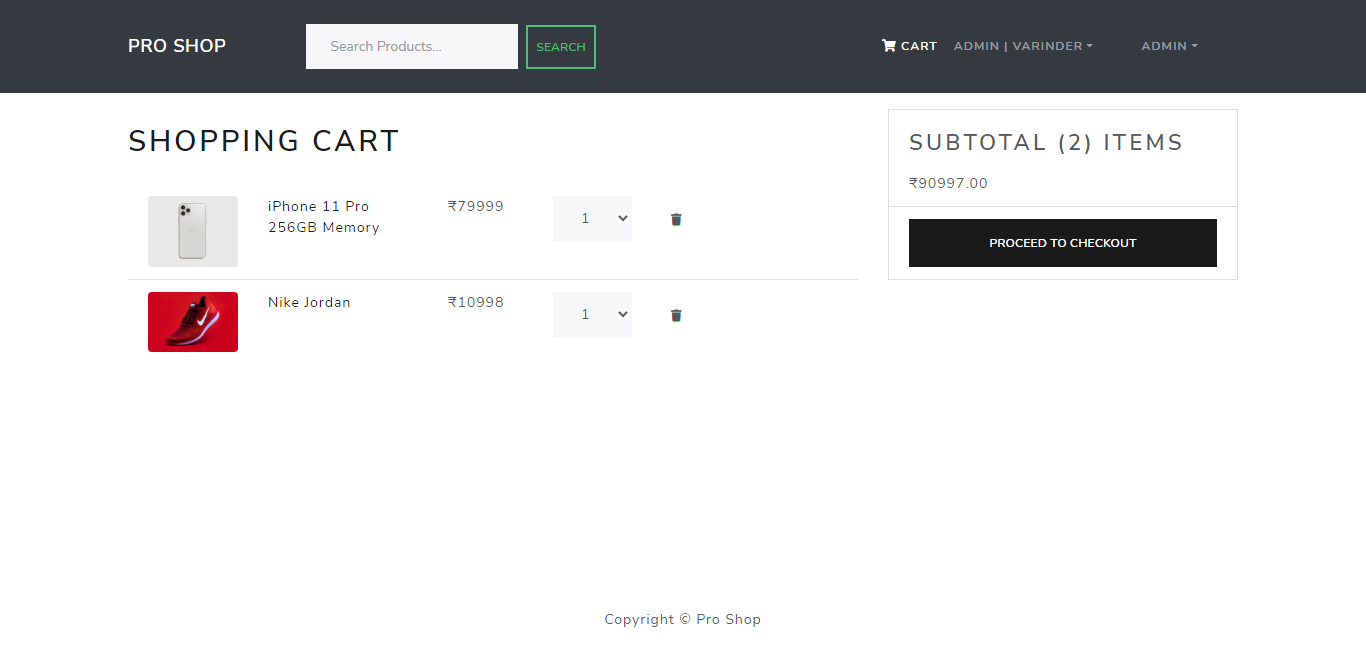 PRO SHOP
Search Products...
SEARCH
CART
ADMIN | VARINDER
ADMIN
SHOPPING CART
iPhone 11 Pro
256GB Memory
₹79999
1
Nike Jordan
₹10998
1
SUBTOTAL (2) ITEMS
₹90997.00
PROCEED TO CHECKOUT
Copyright © Pro Shop